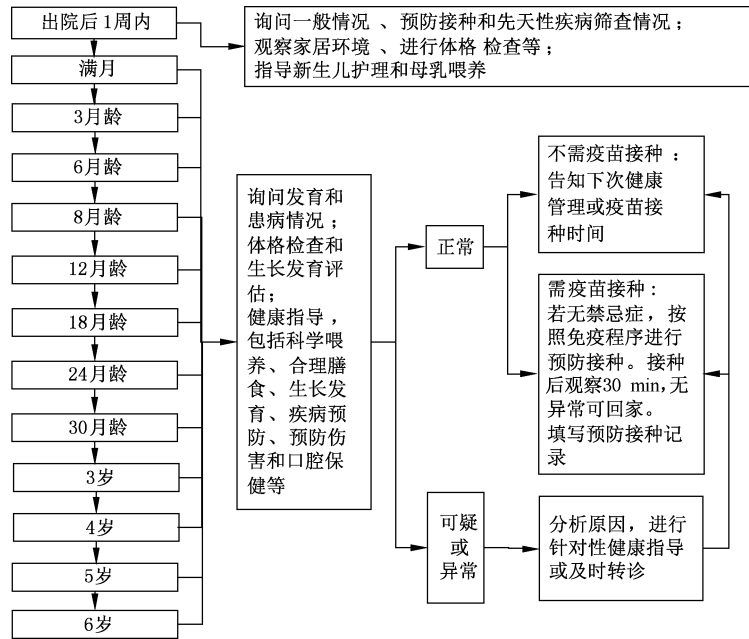 出院后1周内
满月
3月龄
6月龄
8月龄
12月龄
18月龄
24月龄
30月龄
3岁
4岁
5岁
6岁
询问一般情况、预防接种和先天性疾病筛查情况;
观察家居环境、进行体格检查等;
指导新生儿护理和母乳喂养
询问发育和
患病情况;
体格检查和
生长发育评
估;
健康指导,
包括科学喂
养、合理膳
食、生长发
育、疾病预
防、预防伤
害和口腔保
健等
正常
可疑
或
异常
不需疫苗接种:
告知下次健康
管理或疫苗接
种时间
需疫苗接种:
若无禁忌症,按
照免疫程序进行
预防接种。接种
后观察30 min,无
异常可回家。
填写预防接种记
录
分析原因,进行
针对性健康指导
或及时转诊